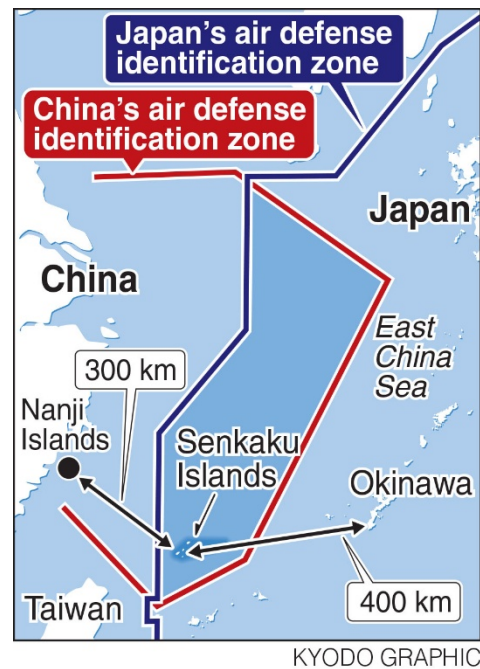 Japan's air defense
identification zone
China's air defense
identification zone
Japan
China
East
China
Sea
300 km
Nanji
Islands
Senkaku
Islands
Okinawa
Taiwan
400 km
KYODO GRAPHIC